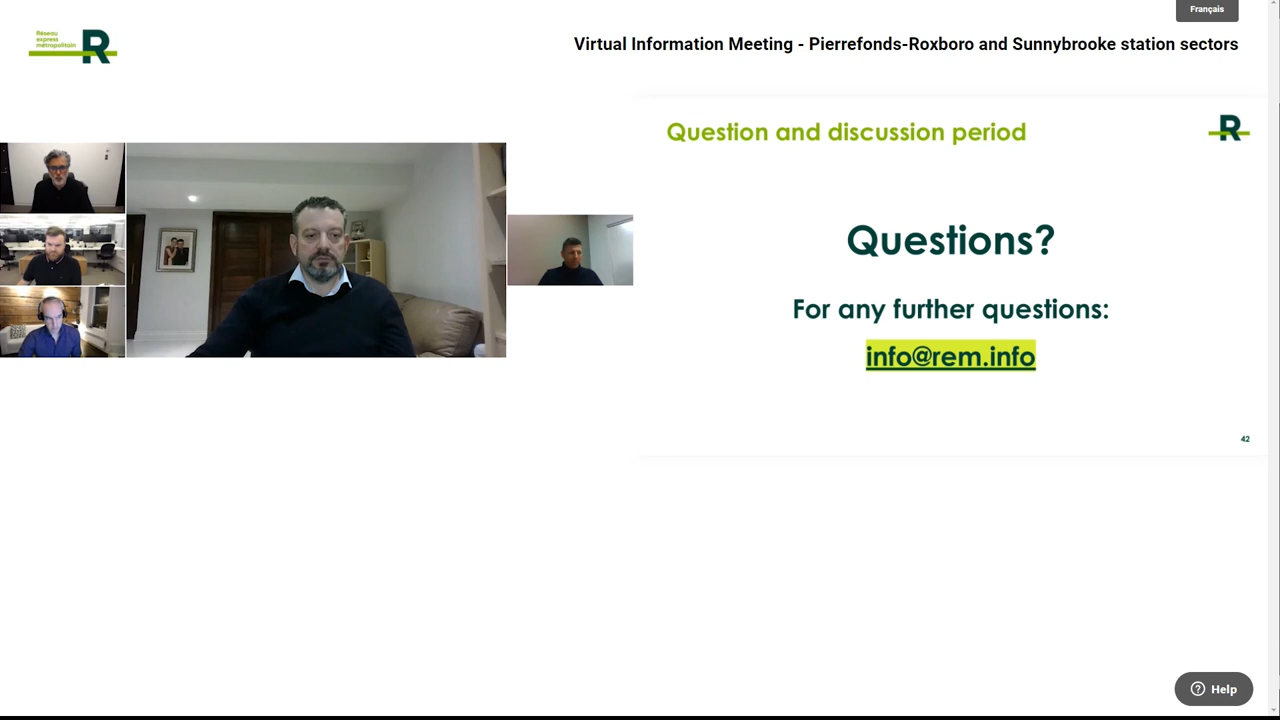 Français
Réseau
express
métropolitain
R
Virtual Information Meeting - Pierrefonds-Roxboro and Sunnybrooke station sectors
Question and discussion period
R
Questions?
For any further questions:
info@rem.info
42
Help